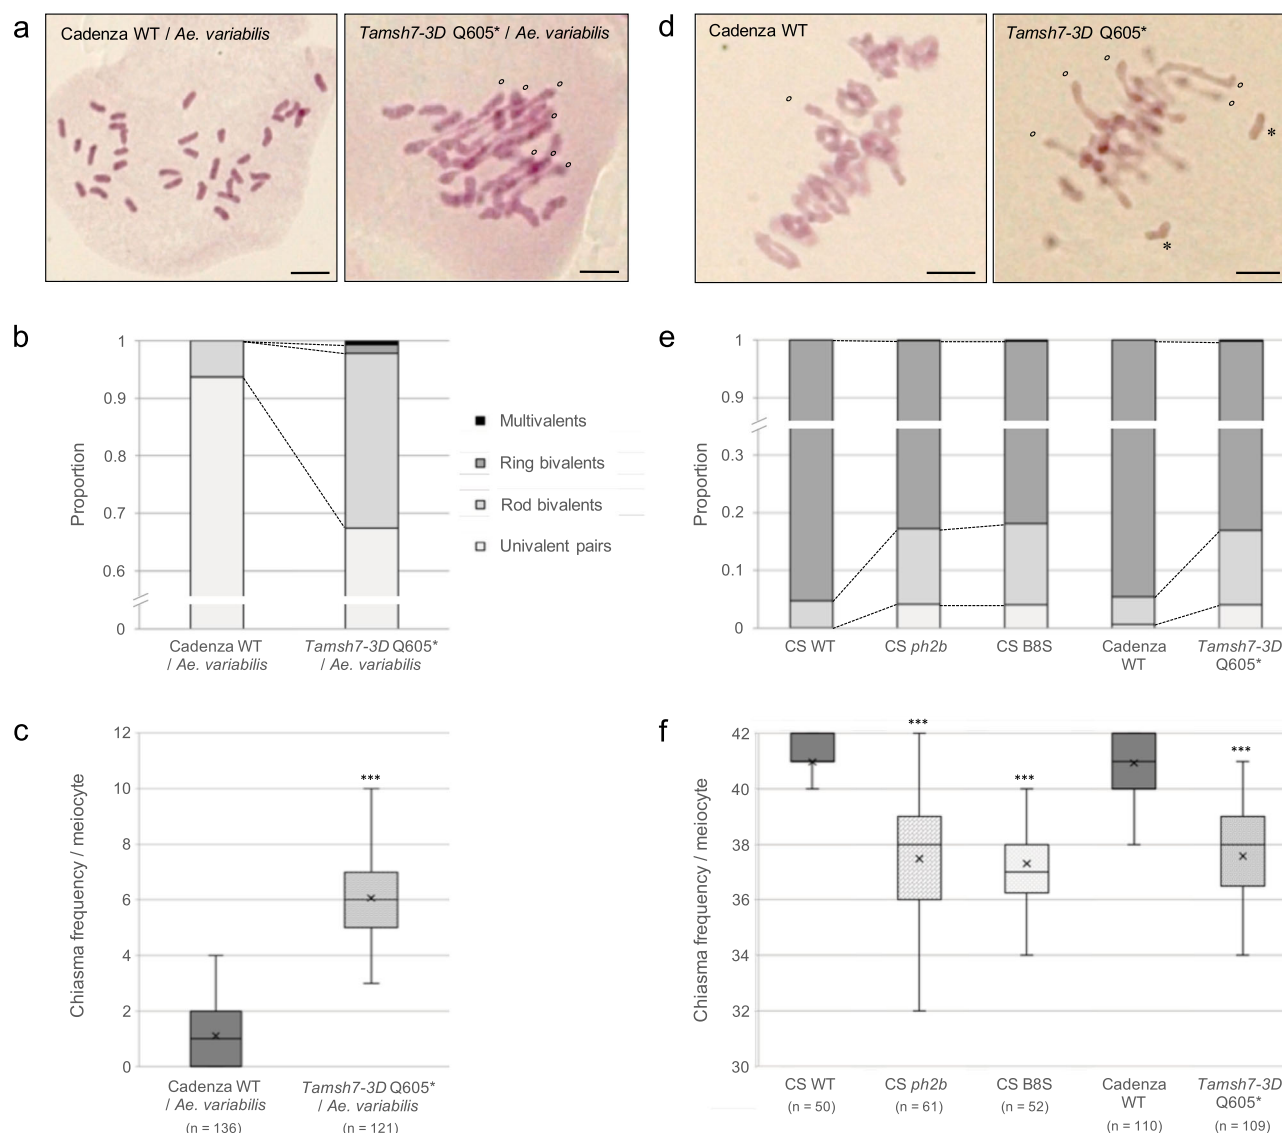 a
Cadenza WT / Ae. variabilis
Tamsh7-3D Q605* / Ae. variabilis
b
1
0.9
0.8
0.7
0.6
0
Proportion
Cadenza WT
/ Ae. variabilis
Tamsh7-3D Q605*
/ Ae. variabilis
Multivalents
Ring bivalents
Rod bivalents
Univalent pairs
c
12
10
8
6
4
2
0
Chiasma frequency / meiocyte
***
Cadenza WT
/ Ae. variabilis
(n = 136)
Tamsh7-3D Q605*
/ Ae. variabilis
(n = 121)
d
Cadenza WT
Tamsh7-3D Q605*
*
*
e
1
0.9
0.3
0.2
0.1
0
Proportion
CS WT
CS ph2b
CS B8S
Cadenza
WT
Tamsh7-3D
Q605*
f
42
40
38
36
34
32
30
Chiasma frequency / meiocyte
***
***
***
CS WT
(n = 50)
CS ph2b
(n = 61)
CS B8S
(n = 52)
Cadenza
WT
(n = 110)
Tamsh7-3D
Q605*
(n = 109)